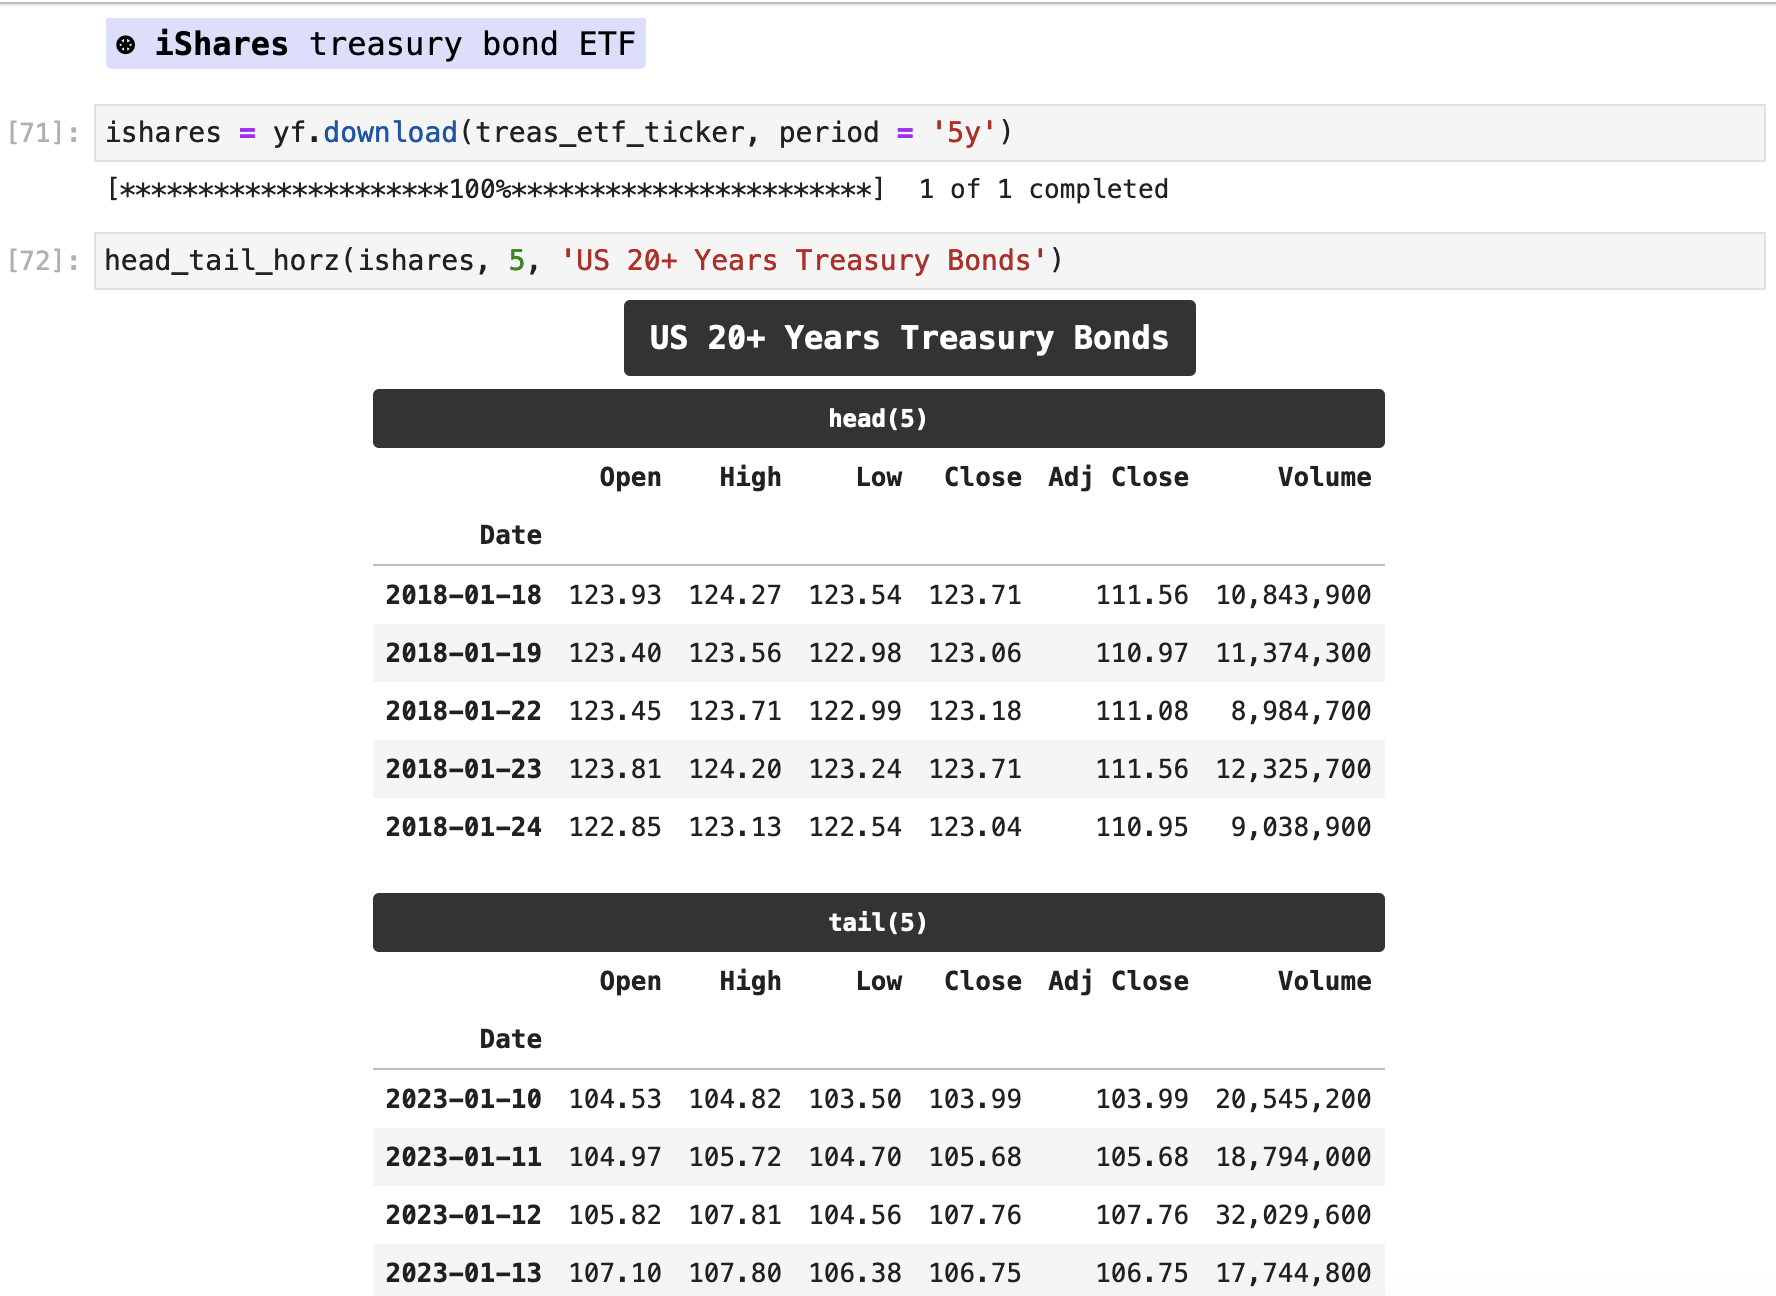 ⊛ iShares treasury bond ETF
[71]: ishares = yf.download(treas_etf_ticker, period = '5y')
[*********************100%***********************]  1 of 1 completed
[72]: head_tail_horz(ishares, 5, 'US 20+ Years Treasury Bonds')
US 20+ Years Treasury Bonds
head(5)
Open High Low Close Adj Close Volume
Date
2018-01-18 123.93 124.27 123.54 123.71 111.56 10,843,900
2018-01-19 123.40 123.56 122.98 123.06 110.97 11,374,300
2018-01-22 123.45 123.71 122.99 123.18 111.08 8,984,700
2018-01-23 123.81 124.20 123.24 123.71 111.56 12,325,700
2018-01-24 122.85 123.13 122.54 123.04 110.95 9,038,900
tail(5)
Open High Low Close Adj Close Volume
Date
2023-01-10 104.53 104.82 103.50 103.99 103.99 20,545,200
2023-01-11 104.97 105.72 104.70 105.68 105.68 18,794,000
2023-01-12 105.82 107.81 104.56 107.76 107.76 32,029,600
2023-01-13 107.10 107.80 106.38 106.75 106.75 17,744,800